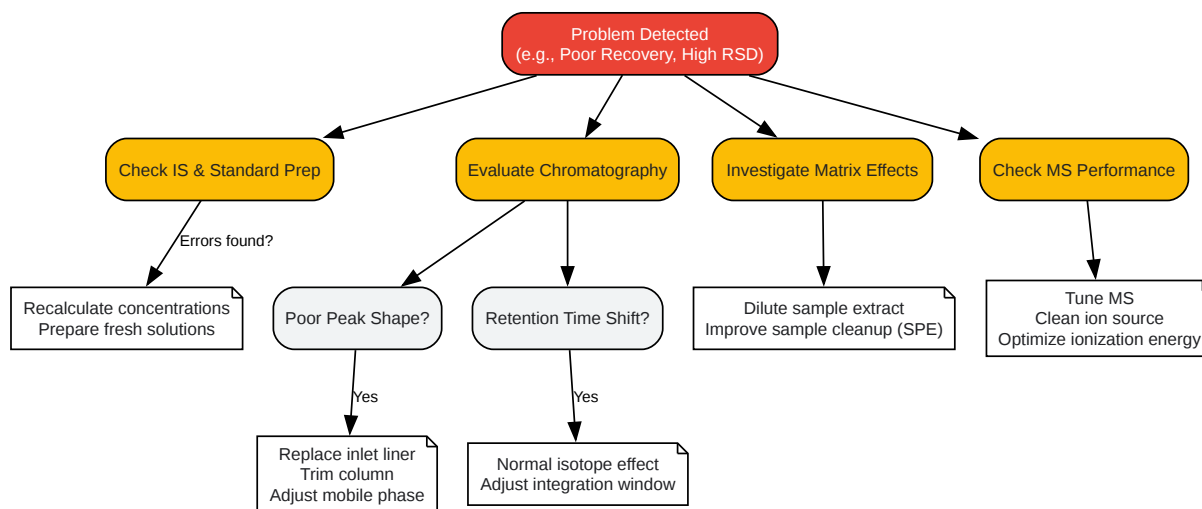 Problem Detected
(e.g., Poor Recovery, High RSD)
Check IS & Standard Prep
Evaluate Chromatography
Investigate Matrix Effects
Check MS Performance
Errors found?
Recalculate concentrations
Prepare fresh solutions
Poor Peak Shape?
Retention Time Shift?
Dilute sample extract
Improve sample cleanup (SPE)
Tune MS
Clean ion source
Optimize ionization energy
Yes
Yes
Replace inlet liner
Trim column
Adjust mobile phase
Normal isotope effect
Adjust integration window